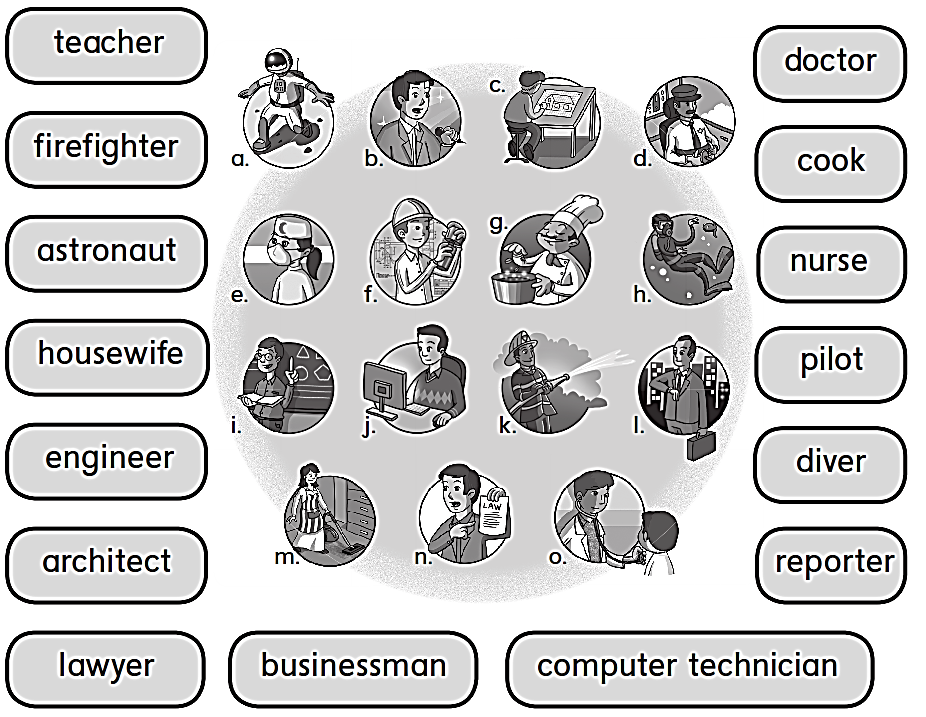 teacher
firefighter
astronaut
housewife
engineer
architect
lawyer
businessman
computer technician
doctor
cook
nurse
pilot
diver
reporter
a.
b.
c.
d.
e.
f.
g.
h.
i.
j.
k.
l.
m.
n.
LAW
o.